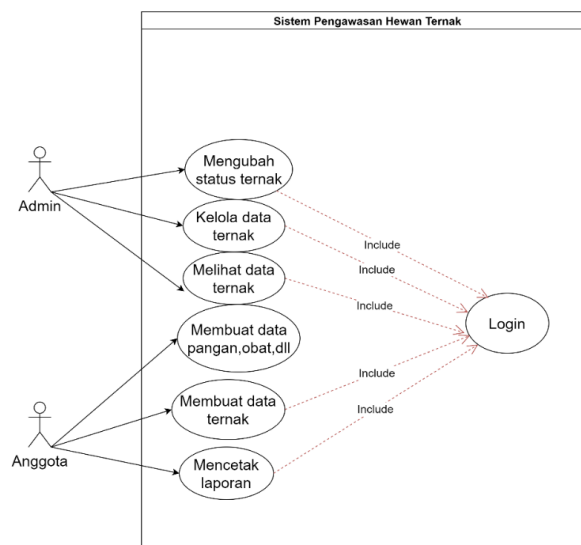 Sistem Pengawasan Hewan Ternak
Admin
Mengubah
status ternak
Kelola data
ternak
Melihat data
ternak
Membuat data
pangan,obat,dll
Membuat data
ternak
Mencetak
laporan
Anggota
Include
Include
Include
Include
Include
Login